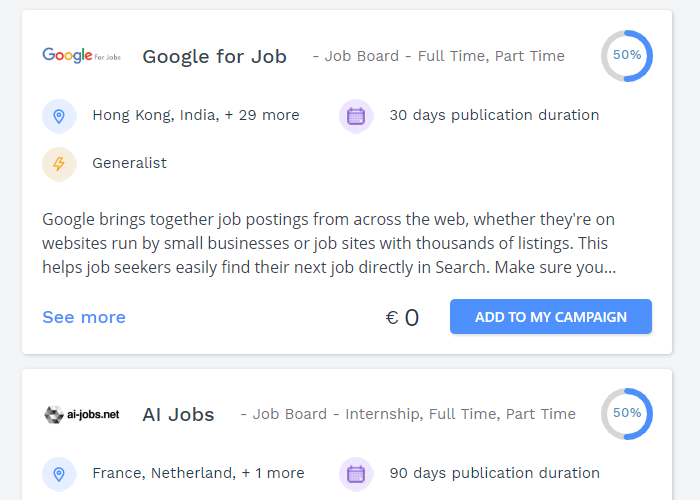 Google for Jobs Google for Job - Job Board - Full Time, Part Time 50%
Hong Kong, India, + 29 more 30 days publication duration
Generalist
Google brings together job postings from across the web, whether they're on
websites run by small businesses or job sites with thousands of listings. This
helps job seekers easily find their next job directly in Search. Make sure you...
See more € 0 ADD TO MY CAMPAIGN
ai-jobs.net AI Jobs - Job Board - Internship, Full Time, Part Time 50%
France, Netherland, + 1 more 90 days publication duration